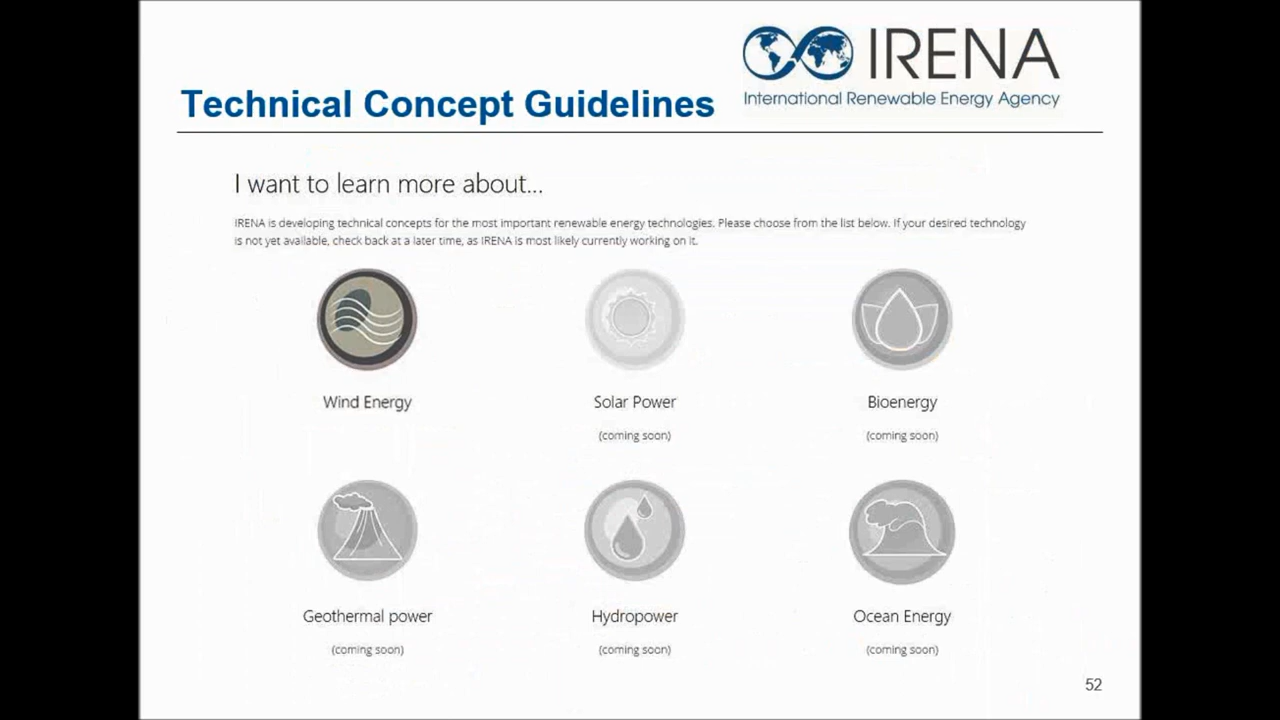 IRENA
International Renewable Energy Agency
Technical Concept Guidelines
I want to learn more about...
IRENA is developing technical concepts for the most important renewable energy technologies. Please choose from the list below. If your desired technology
is not yet available, check back at a later time, as IRENA is most likely currently working on it.
Wind Energy
Solar Power
(coming soon)
Bioenergy
(coming soon)
Geothermal power
(coming soon)
Hydropower
(coming soon)
Ocean Energy
(coming soon)
52